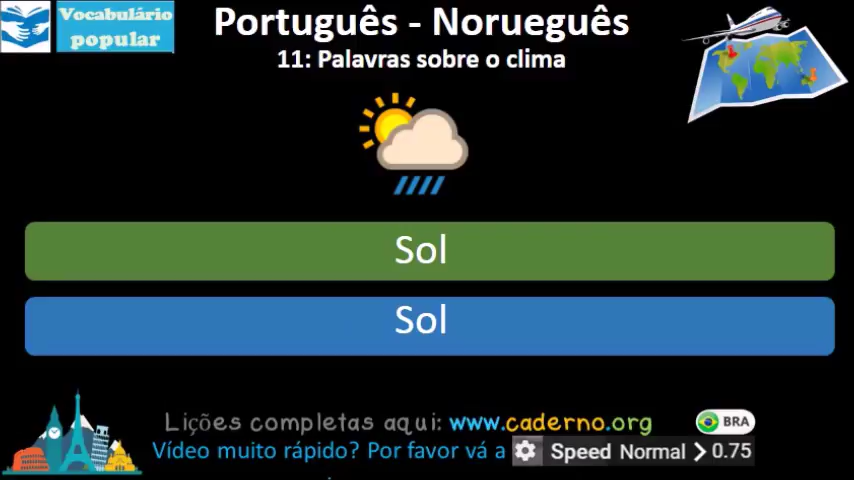 Vocabulário
popular
Português - Norueguês
11: Palavras sobre o clima
Sol
Sol
Lições completas aqui: www.caderno.org
BRA
Vídeo muito rápido? Por favor vá a Speed Normal > 0.75